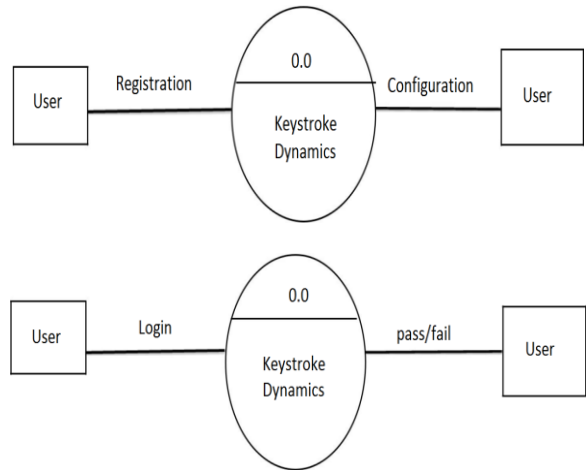 0.0
User
Registration
Configuration
User
Keystroke
Dynamics
0.0
User
Login
pass/fail
User
Keystroke
Dynamics